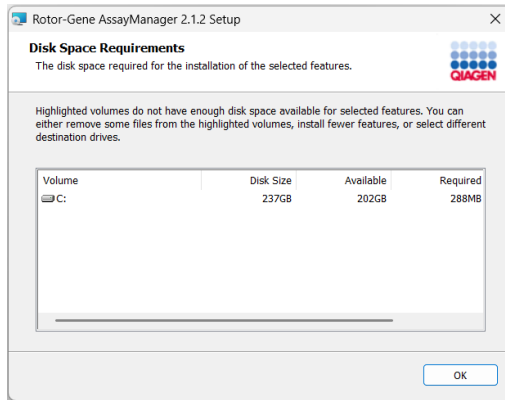 Rotor-Gene AssayManager 2.1.2 Setup
Disk Space Requirements
The disk space required for the installation of the selected features.
QIAGEN
Highlighted volumes do not have enough disk space available for selected features. You can
either remove some files from the highlighted volumes, install fewer features, or select different
destination drives.
Volume Disk Size Available Required
C: 237GB 202GB 288MB
OK